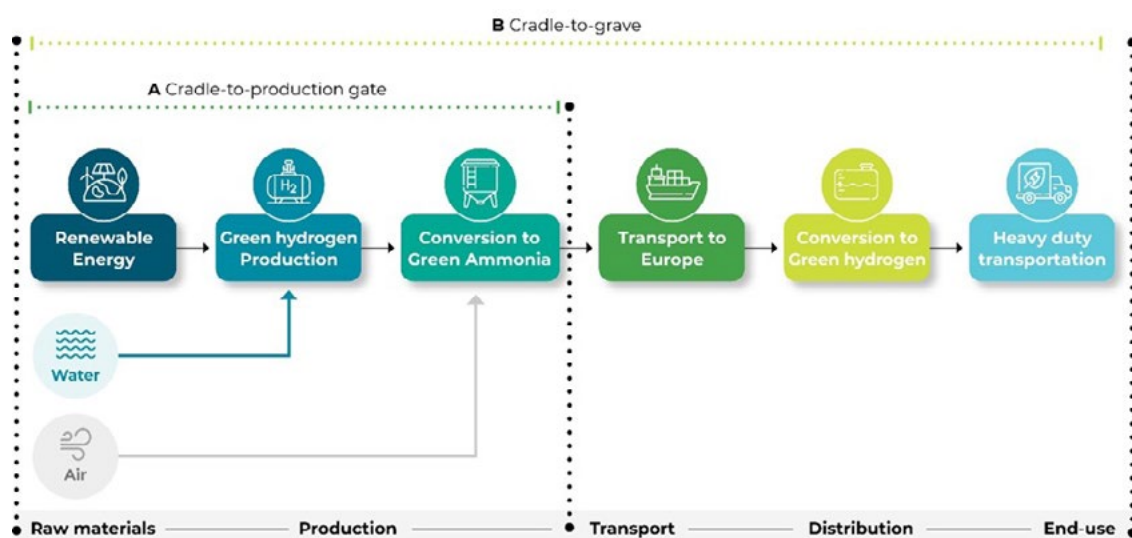 B Cradle-to-grave
A Cradle-to-production gate
H2
Renewable
Energy
Green hydrogen
Production
Conversion to
Green Ammonia
Transport to
Europe
Conversion to
Green hydrogen
Heavy duty
transportation
Water
Air
Raw materials
Production
Transport
Distribution
End-use